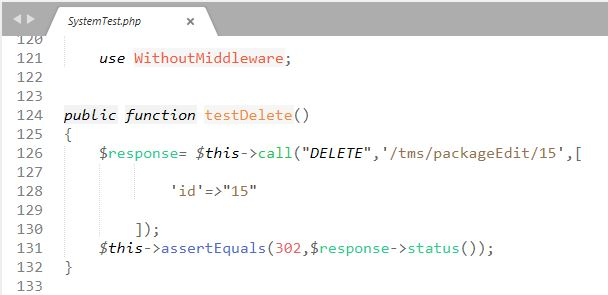 SystemTest.php ×
120
121 use WithoutMiddleware;
122
123
124 public function testDelete()
125 {
126 $response= $this->call("DELETE",'/tms/packageEdit/15',[
127
128 'id'=>"15"
129
130 ]);
131 $this->assertEquals(302,$response->status());
132 }
133